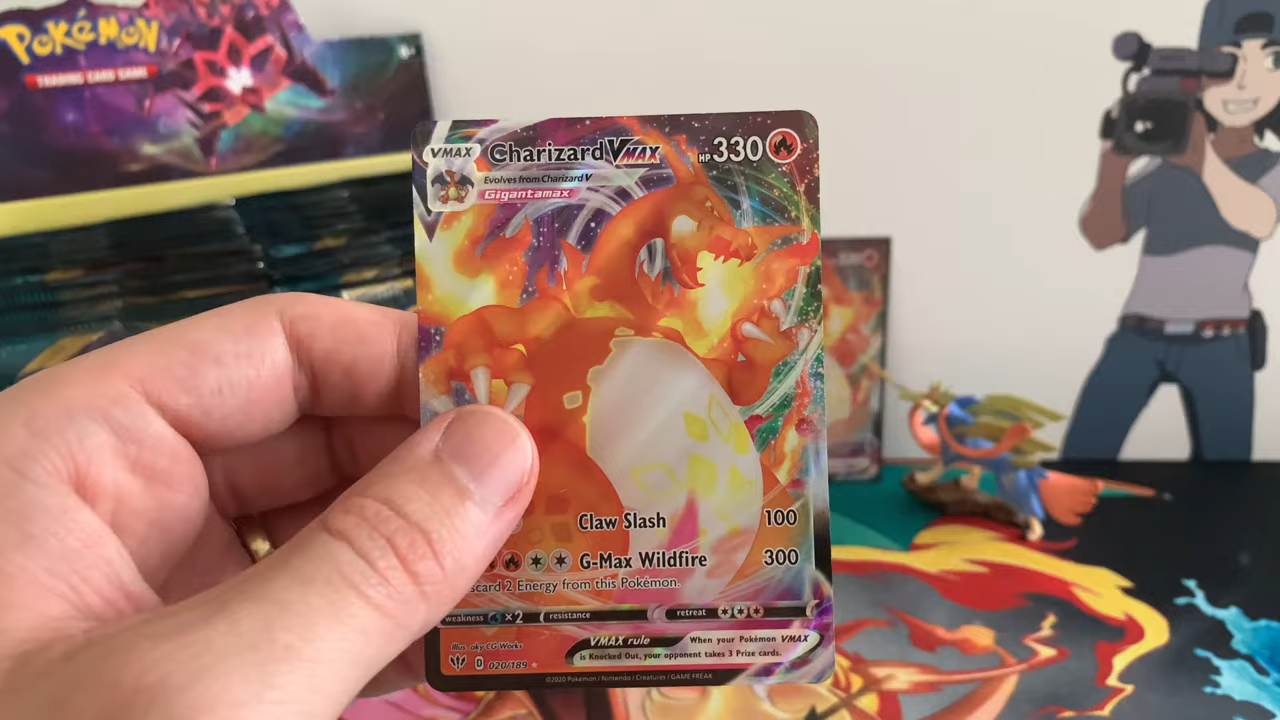 Pokémon
TRADING CARD GAME
VMAX Charizard VMAX HP 330
Evolves from Charizard V
Gigantamax
Claw Slash 100
G-Max Wildfire 300
scard 2 Energy from this Pokémon.
weakness ×2 resistance retreat
VMAX rule When your Pokémon VMAX
is Knocked Out, your opponent takes 3 Prize cards.
Illus. aky CG Works
D 020/189
©2020 Pokémon / Nintendo / Creatures / GAME FREAK